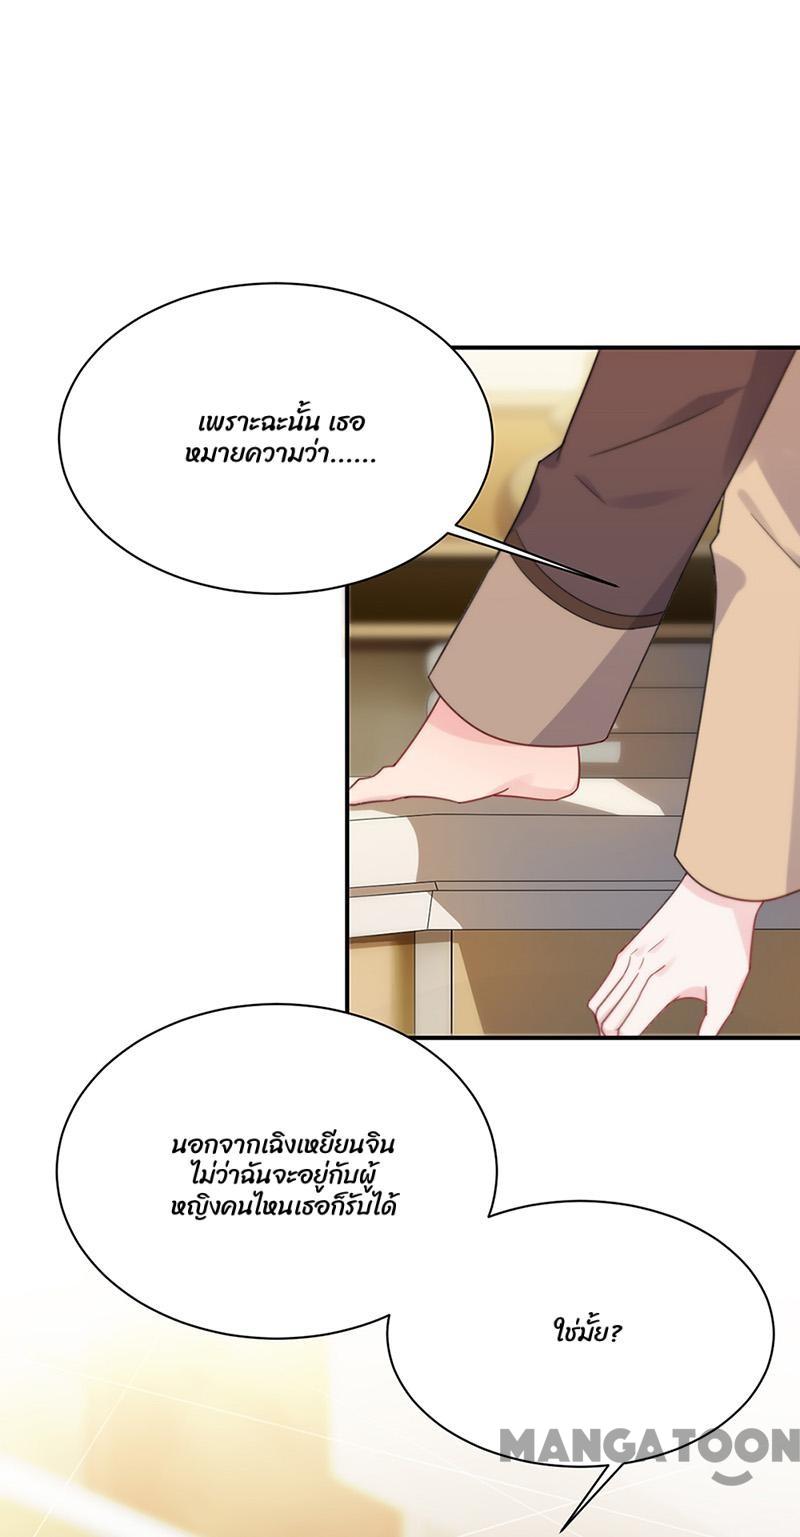 เพราะฉะนั้น เธอ
หมายความว่า......
นอกจากเฉิงเหยียนจิน
ไม่ว่าฉันจะอยู่กับผู้
หญิงคนไหนเธอก็รับได้
ใช่มั้ย?
MANGATOON